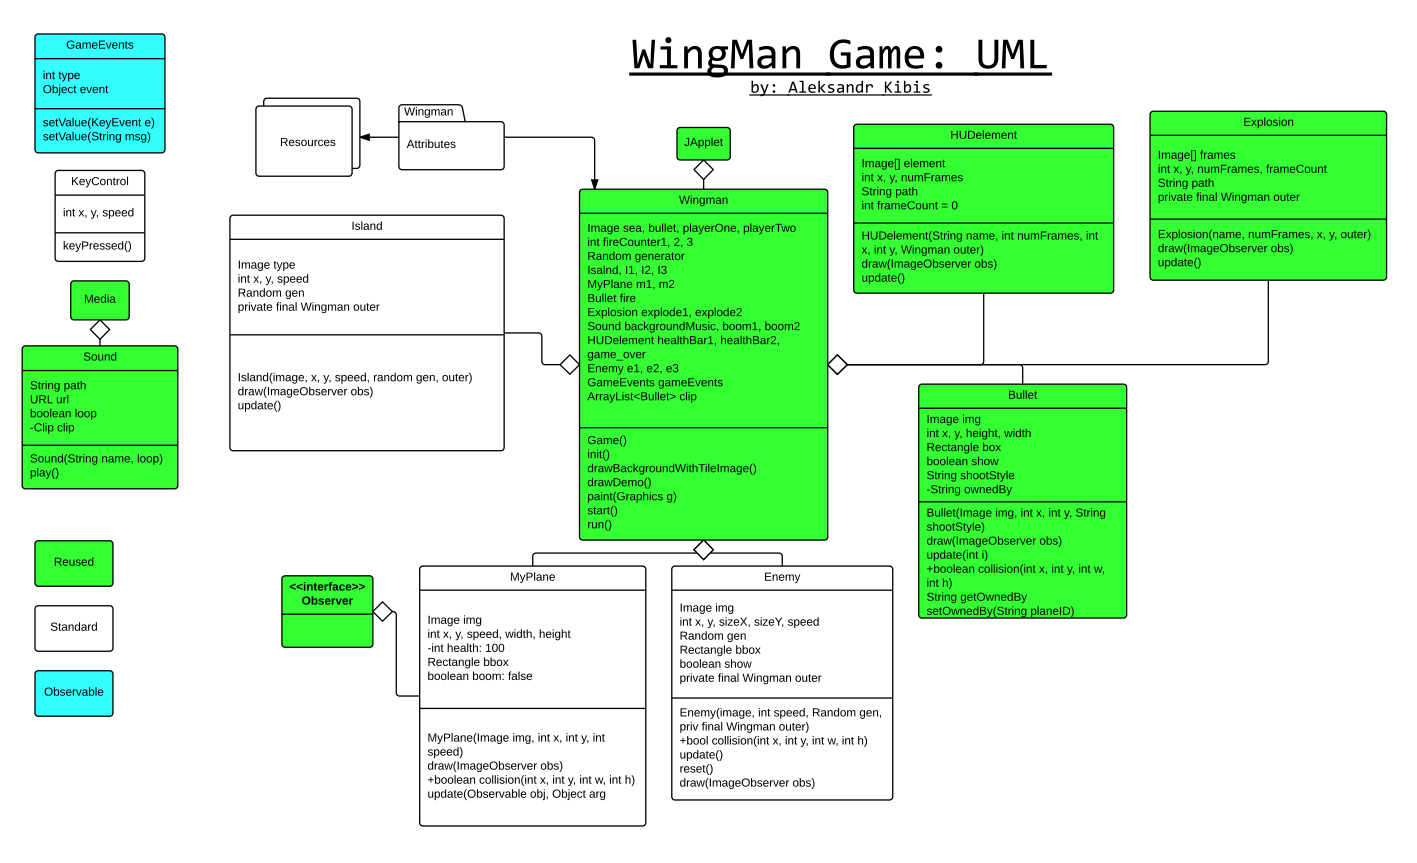 WingMan Game: UML
by: Aleksandr Kibis
GameEvents
int type
Object event
setValue(KeyEvent e)
setValue(String msg)
KeyControl
int x, y, speed
keyPressed()
Media
Sound
String path
URL url
boolean loop
-Clip clip
Sound(String name, loop)
play()
Reused
Standard
Observable
Resources
Wingman
Attributes
Island
Image type
int x, y, speed
Random gen
private final Wingman outer
Island(image, x, y, speed, random gen, outer)
draw(ImageObserver obs)
update()
JApplet
Wingman
Image sea, bullet, playerOne, playerTwo
int fireCounter1, 2, 3
Random generator
Isalnd, I1, I2, I3
MyPlane m1, m2
Bullet fire
Explosion explode1, explode2
Sound backgroundMusic, boom1, boom2
HUDelement healthBar1, healthBar2,
game_over
Enemy e1, e2, e3
GameEvents gameEvents
ArrayList<Bullet> clip
Game()
init()
drawBackgroundWithTileImage()
drawDemo()
paint(Graphics g)
start()
run()
HUDelement
Image[] element
int x, y, numFrames
String path
int frameCount = 0
HUDelement(String name, int numFrames, int
x, int y, Wingman outer)
draw(ImageObserver obs)
update()
Explosion
Image[] frames
int x, y, numFrames, frameCount
String path
private final Wingman outer
Explosion(name, numFrames, x, y, outer)
draw(ImageObserver obs)
update()
Bullet
Image img
int x, y, height, width
Rectangle box
boolean show
String shootStyle
-String ownedBy
Bullet(Image img, int x, int y, String
shootStyle)
draw(ImageObserver obs)
update(int i)
+boolean collision(int x, int y, int w,
int h)
String getOwnedBy
setOwnedBy(String planeID)
<<interface>>
Observer
MyPlane
Image img
int x, y, speed, width, height
-int health: 100
Rectangle bbox
boolean boom: false
MyPlane(Image img, int x, int y, int
speed)
draw(ImageObserver obs)
+boolean collision(int x, int y, int w, int h)
update(Observable obj, Object arg
Enemy
Image img
int x, y, sizeX, sizeY, speed
Random gen
Rectangle bbox
boolean show
private final Wingman outer
Enemy(image, int speed, Random gen,
priv final Wingman outer)
+bool collision(int x, int y, int w, int h)
update()
reset()
draw(ImageObserver obs)